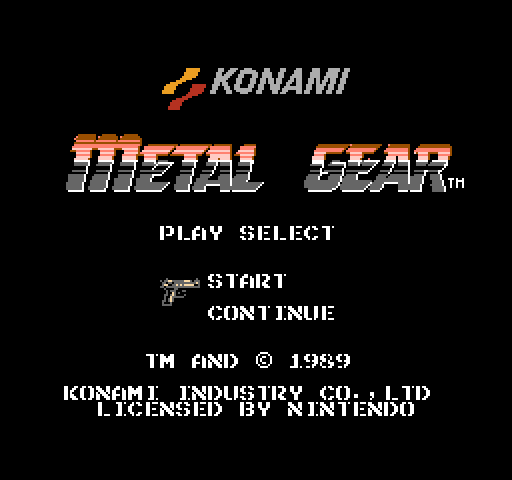 KONAMI
METAL GEAR™
PLAY SELECT
START
CONTINUE
TM AND © 1989
KONAMI INDUSTRY CO.,LTD
LICENSED BY NINTENDO